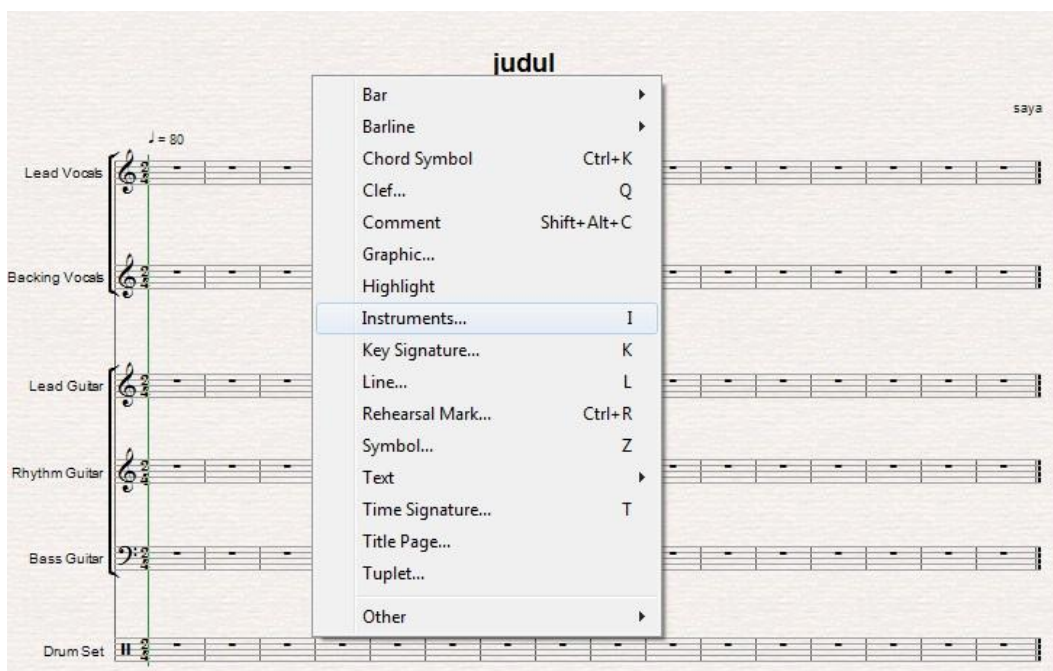 judul
saya
♩ = 80
Lead Vocals
Backing Vocals
Lead Guitar
Rhythm Guitar
Bass Guitar
Drum Set
Bar
Barline
Chord Symbol Ctrl+K
Clef... Q
Comment Shift+Alt+C
Graphic...
Highlight
Instruments... I
Key Signature... K
Line... L
Rehearsal Mark... Ctrl+R
Symbol... Z
Text
Time Signature... T
Title Page...
Tuplet...
Other